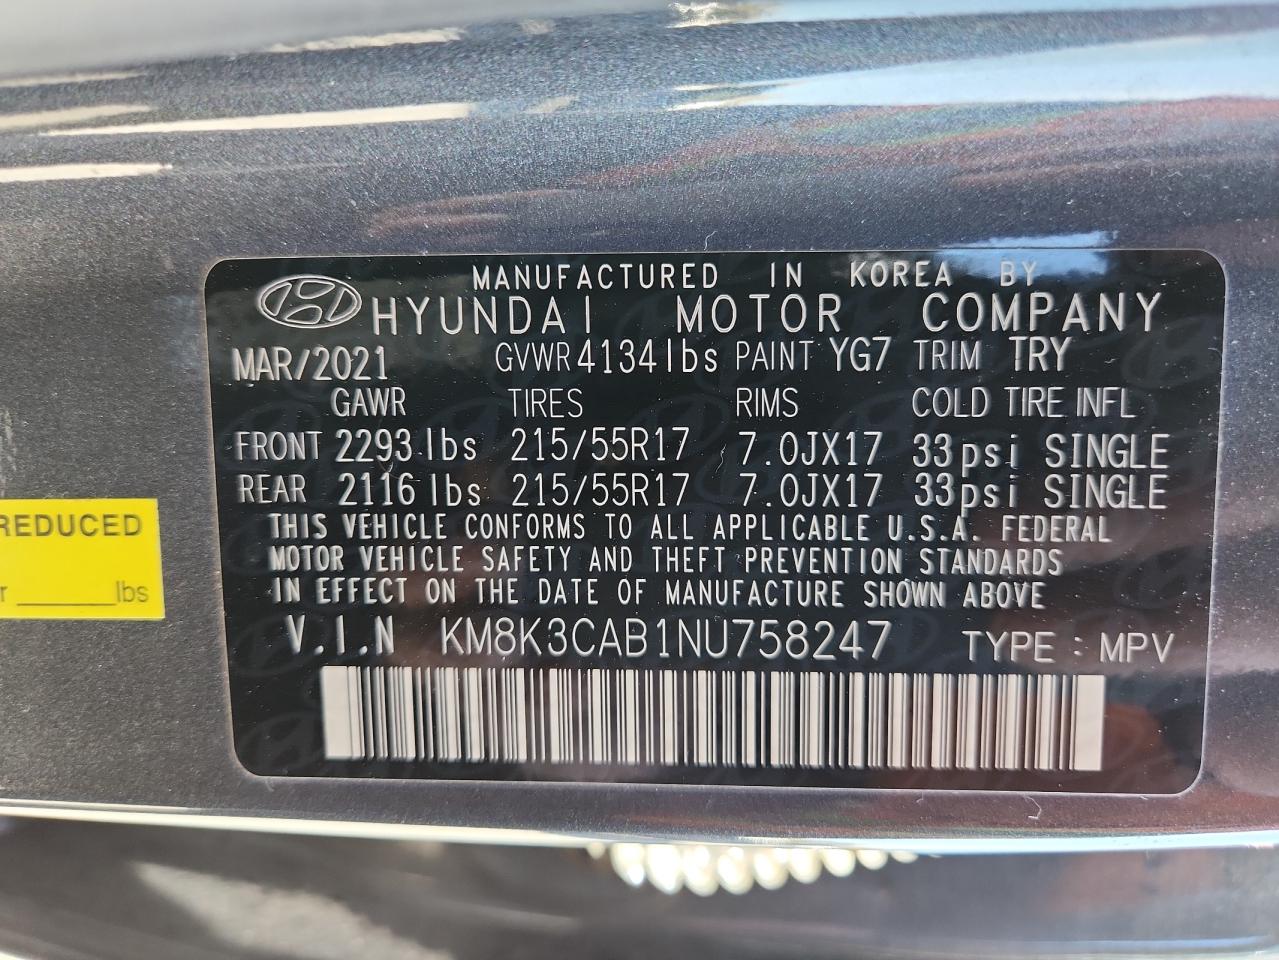 MANUFACTURED IN KOREA BY
HYUNDAI MOTOR COMPANY
MAR/2021 GVWR 4134 lbs PAINT YG7 TRIM TRY
GAWR TIRES RIMS COLD TIRE INFL
FRONT 2293 lbs 215/55R17 7.0JX17 33psi SINGLE
REAR 2116 lbs 215/55R17 7.0JX17 33psi SINGLE
THIS VEHICLE CONFORMS TO ALL APPLICABLE U.S.A. FEDERAL
MOTOR VEHICLE SAFETY AND THEFT PREVENTION STANDARDS
IN EFFECT ON THE DATE OF MANUFACTURE SHOWN ABOVE
V.I.N KM8K3CAB1NU758247 TYPE : MPV
REDUCED
r ______lbs